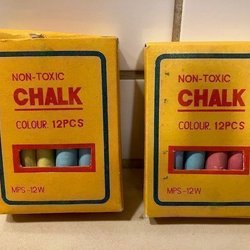 NON-TOXIC
CHALK
COLOUR. 12PCS
MPS-12W
NON-TOXIC
CHALK
COLOUR. 12PCS
MPS-12W